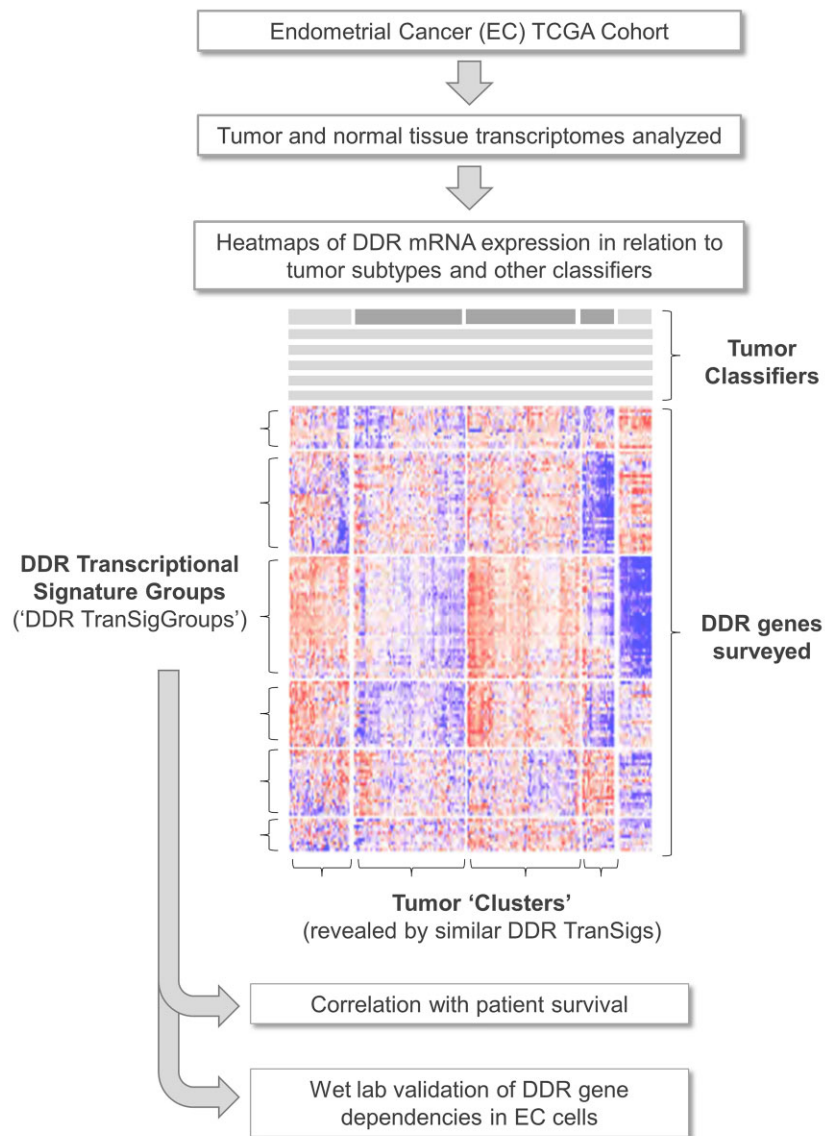 Endometrial Cancer (EC) TCGA Cohort
Tumor and normal tissue transcriptomes analyzed
Heatmaps of DDR mRNA expression in relation to
tumor subtypes and other classifiers
Tumor
Classifiers
DDR Transcriptional
Signature Groups
(‘DDR TranSigGroups’)
DDR genes
surveyed
Tumor ‘Clusters’
(revealed by similar DDR TranSigs)
Correlation with patient survival
Wet lab validation of DDR gene
dependencies in EC cells